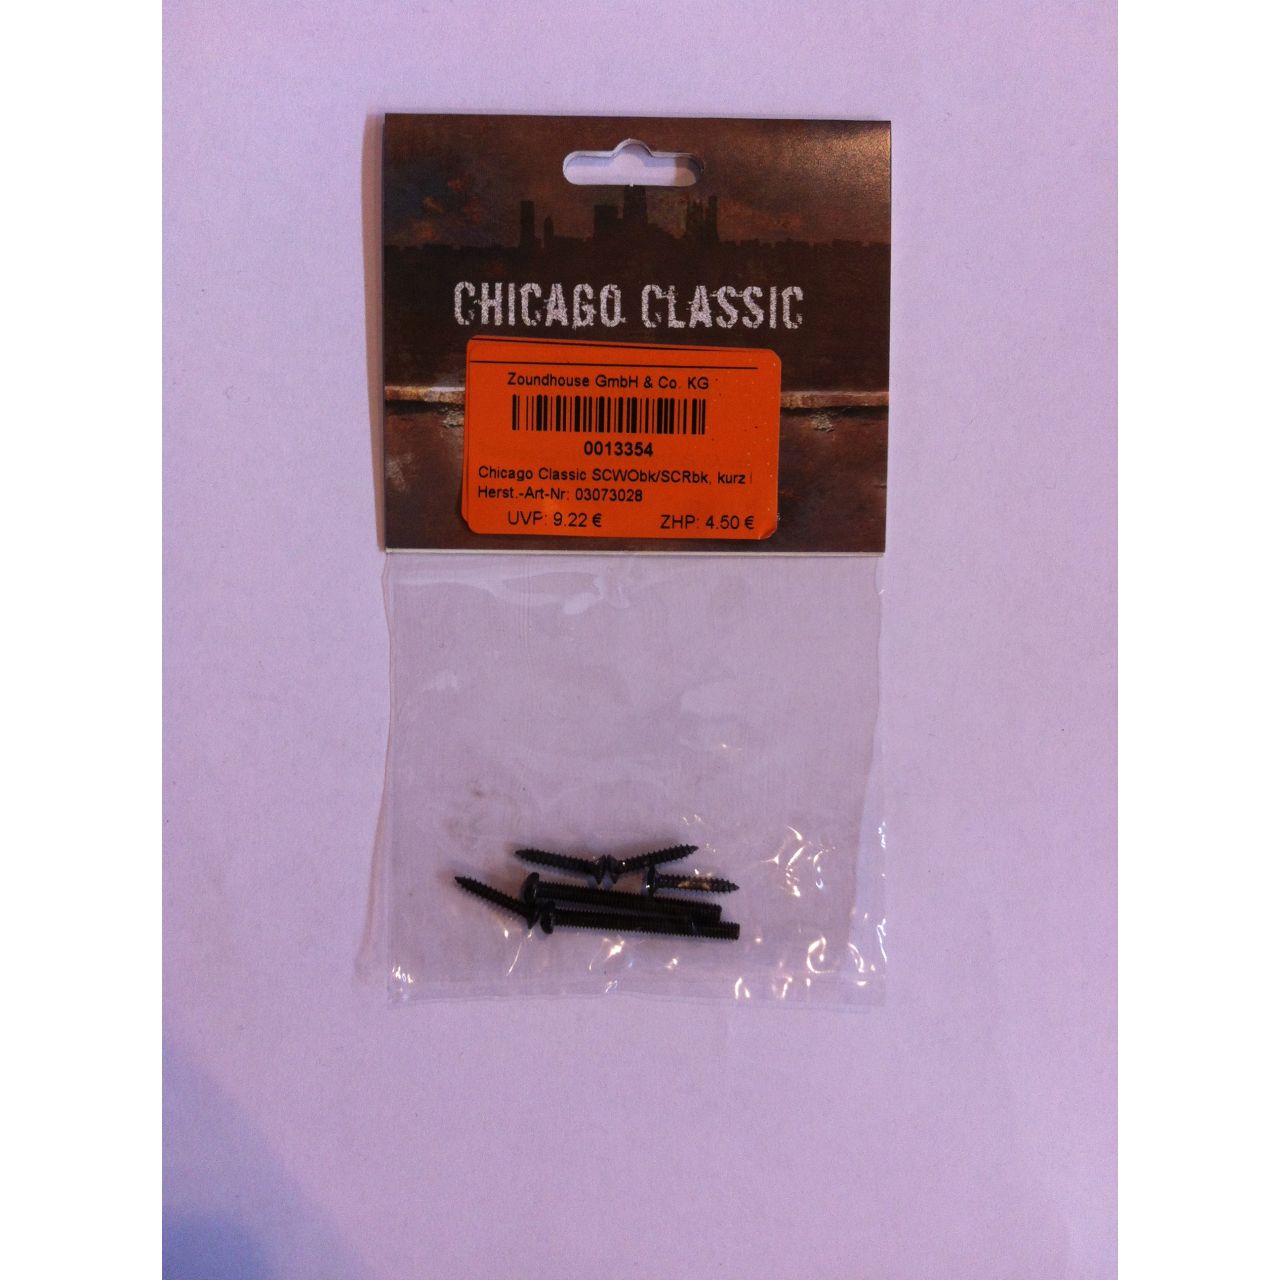 CHICAGO CLASSIC
Zoundhouse GmbH & Co. KG
0013354
Chicago Classic SCWObk/SCRbk, kurz
Herst.-Art-Nr: 03073028
UVP: 9.22 € ZHP: 4.50 €